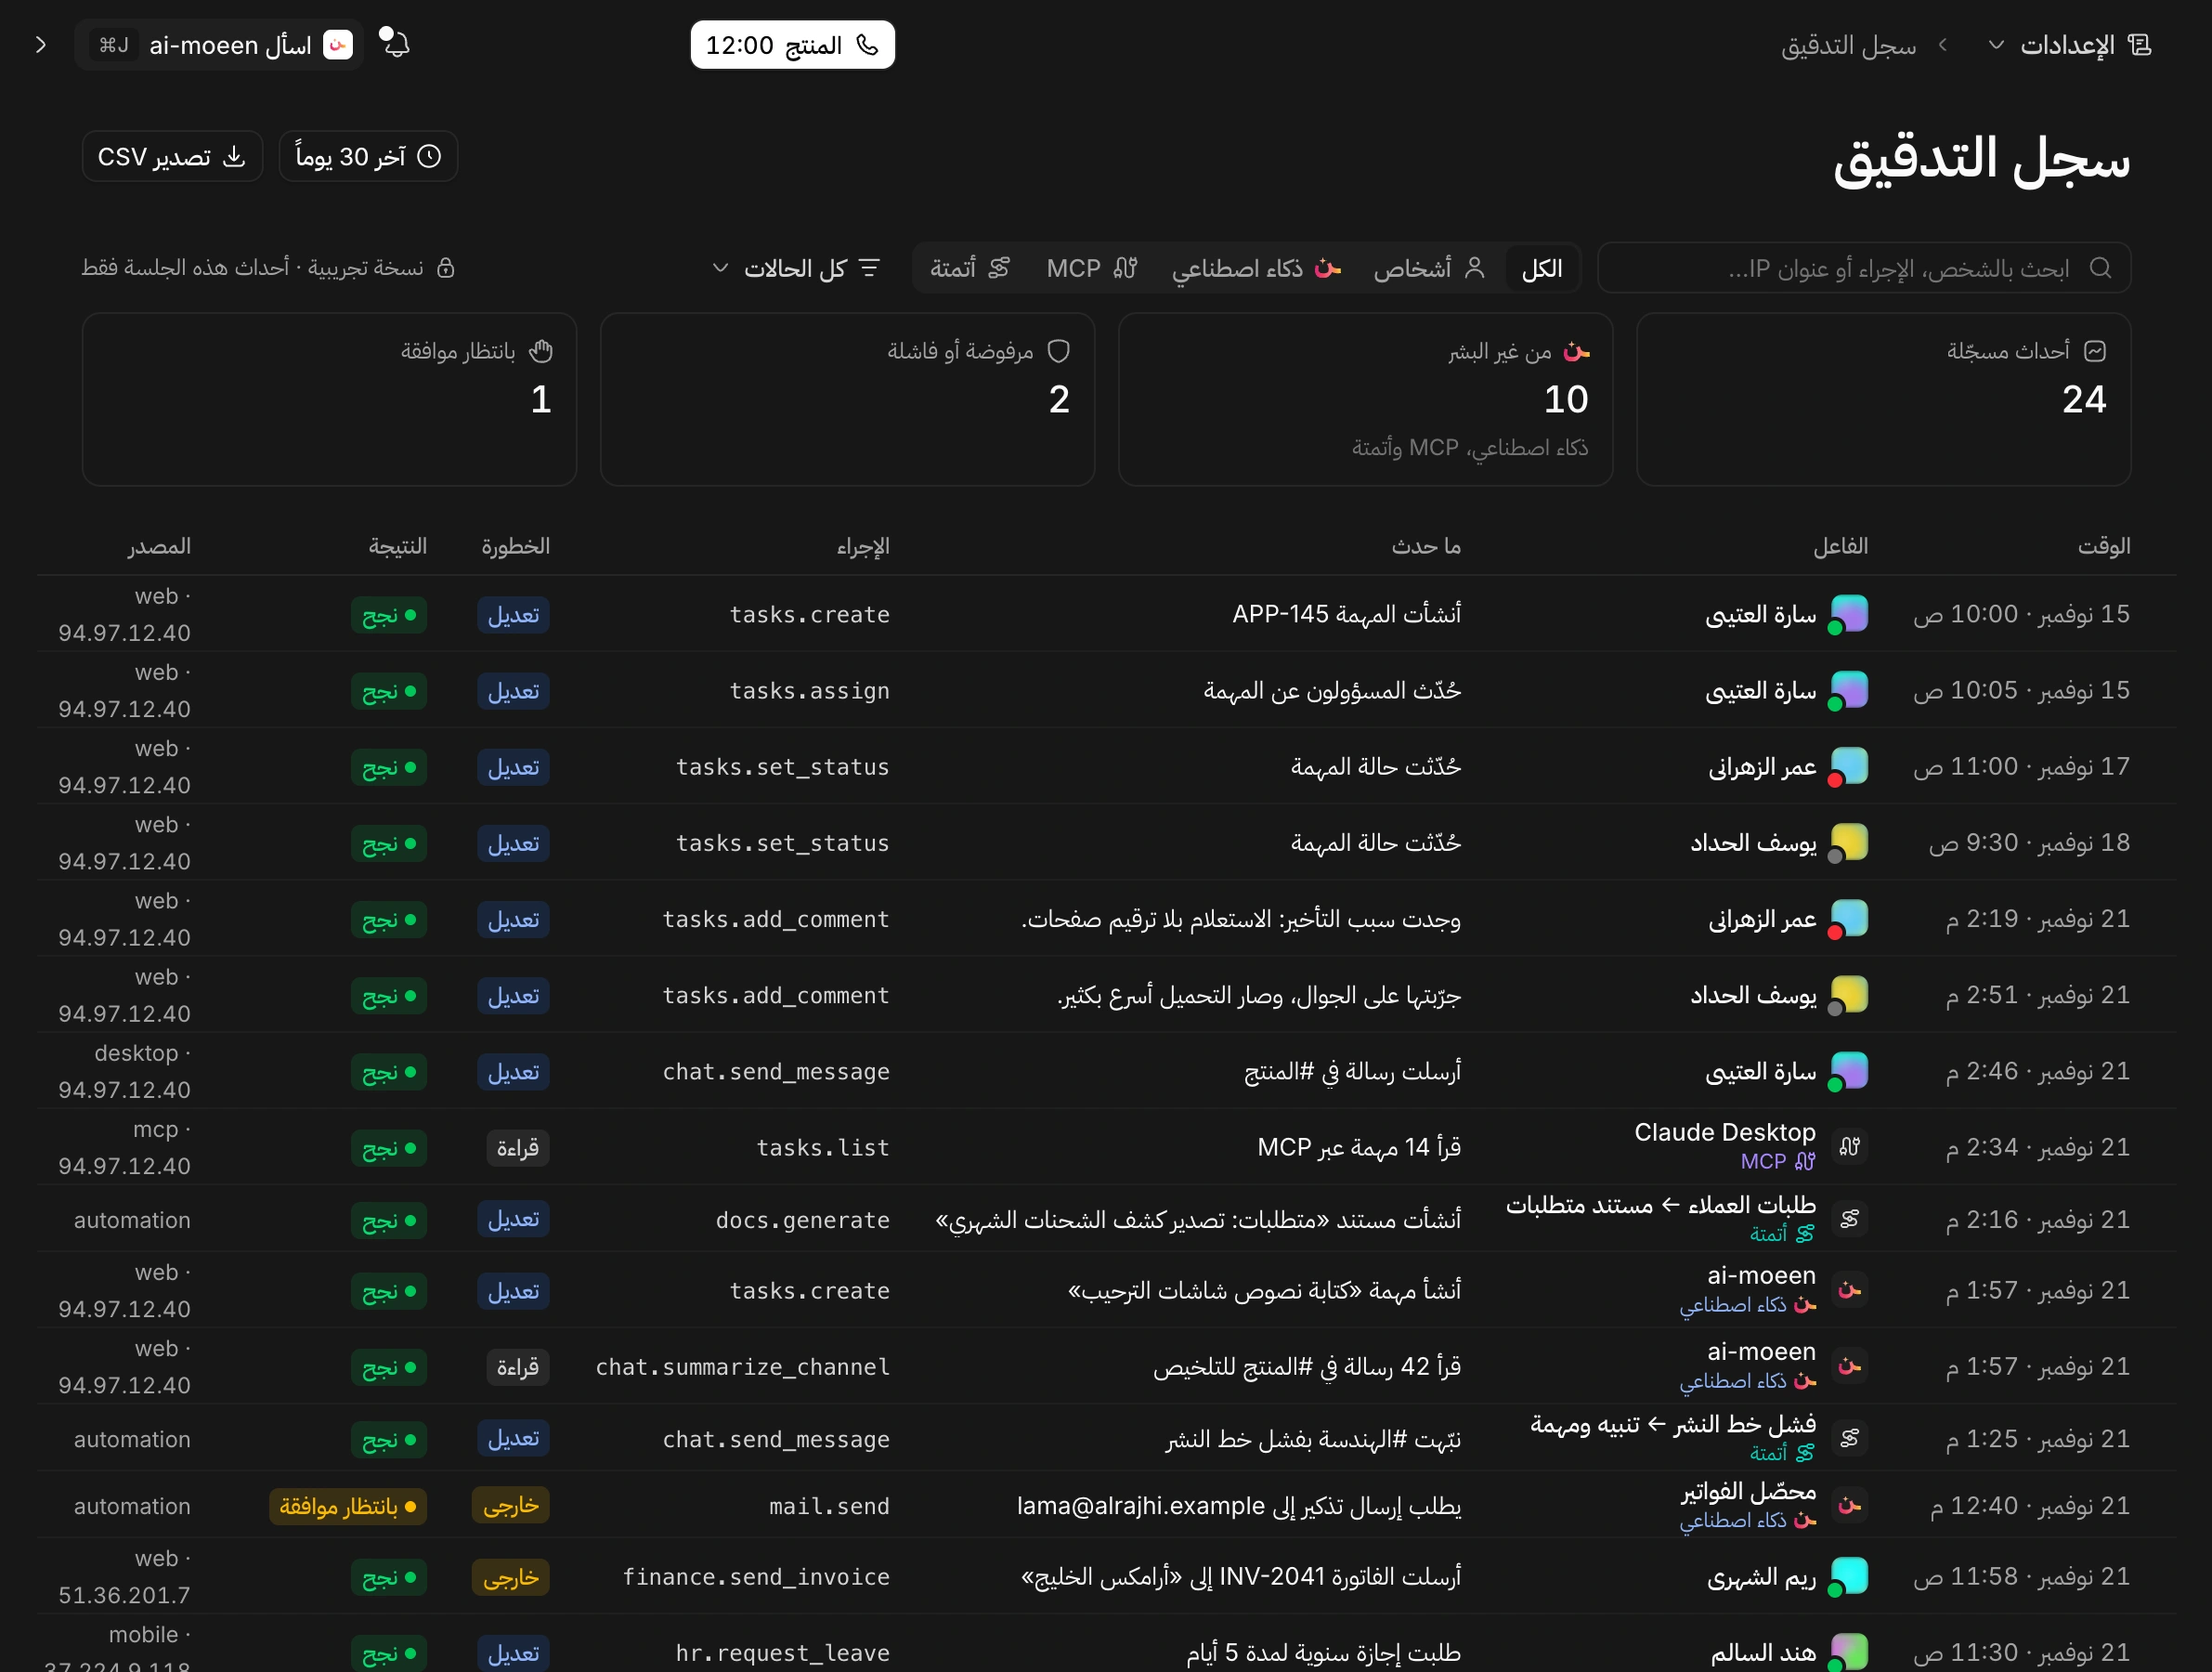 الإعدادات
سجل التدقيق
المنتج 12:00
اسأل ai-moeen ⌘J
سجل التدقيق
آخر 30 يوماً
تصدير CSV
ابحث بالشخص، الإجراء أو عنوان IP...
الكل
أشخاص
ذكاء اصطناعي
MCP
أتمتة
كل الحالات
نسخة تجريبية · أحداث هذه الجلسة فقط
أحداث مسجّلة
24
من غير البشر
10
ذكاء اصطناعي، MCP وأتمتة
مرفوضة أو فاشلة
2
بانتظار موافقة
1
الوقت الفاعل ما حدث الإجراء الخطورة النتيجة المصدر
15 نوفمبر · 10:00 ص سارة العتيبي أنشأت المهمة APP-145 tasks.create تعديل نجح web · 94.97.12.40
15 نوفمبر · 10:05 ص سارة العتيبي حُدّث المسؤولون عن المهمة tasks.assign تعديل نجح web · 94.97.12.40
17 نوفمبر · 11:00 ص عمر الزهراني حُدّثت حالة المهمة tasks.set_status تعديل نجح web · 94.97.12.40
18 نوفمبر · 9:30 ص يوسف الحداد حُدّثت حالة المهمة tasks.set_status تعديل نجح web · 94.97.12.40
21 نوفمبر · 2:19 م عمر الزهراني وجدت سبب التأخير: الاستعلام بلا ترقيم صفحات. tasks.add_comment تعديل نجح web · 94.97.12.40
21 نوفمبر · 2:51 م يوسف الحداد جرّبتها على الجوال، وصار التحميل أسرع بكثير. tasks.add_comment تعديل نجح web · 94.97.12.40
21 نوفمبر · 2:46 م سارة العتيبي أرسلت رسالة في #المنتج chat.send_message تعديل نجح desktop · 94.97.12.40
21 نوفمبر · 2:34 م Claude Desktop MCP قرأ 14 مهمة عبر MCP tasks.list قراءة نجح mcp · 94.97.12.40
21 نوفمبر · 2:16 م طلبات العملاء ← مستند متطلبات أتمتة أنشأت مستند «متطلبات: تصدير كشف الشحنات الشهري» docs.generate تعديل نجح automation
21 نوفمبر · 1:57 م ai-moeen ذكاء اصطناعي أنشأ مهمة «كتابة نصوص شاشات الترحيب» tasks.create تعديل نجح web · 94.97.12.40
21 نوفمبر · 1:57 م ai-moeen ذكاء اصطناعي قرأ 42 رسالة في #المنتج للتلخيص chat.summarize_channel قراءة نجح web · 94.97.12.40
21 نوفمبر · 1:25 م فشل خط النشر ← تنبيه ومهمة أتمتة نبّهت #الهندسة بفشل خط النشر chat.send_message تعديل نجح automation
21 نوفمبر · 12:40 م محصّل الفواتير ذكاء اصطناعي يطلب إرسال تذكير إلى lama@alrajhi.example mail.send خارجي بانتظار موافقة automation
21 نوفمبر · 11:58 ص ريم الشهري أرسلت الفاتورة INV-2041 إلى «أرامكس الخليج» finance.send_invoice خارجي نجح web · 51.36.201.7
21 نوفمبر · 11:30 ص هند السالم طلبت إجازة سنوية لمدة 5 أيام hr.request_leave تعديل نجح mobile · 37.224.9.118